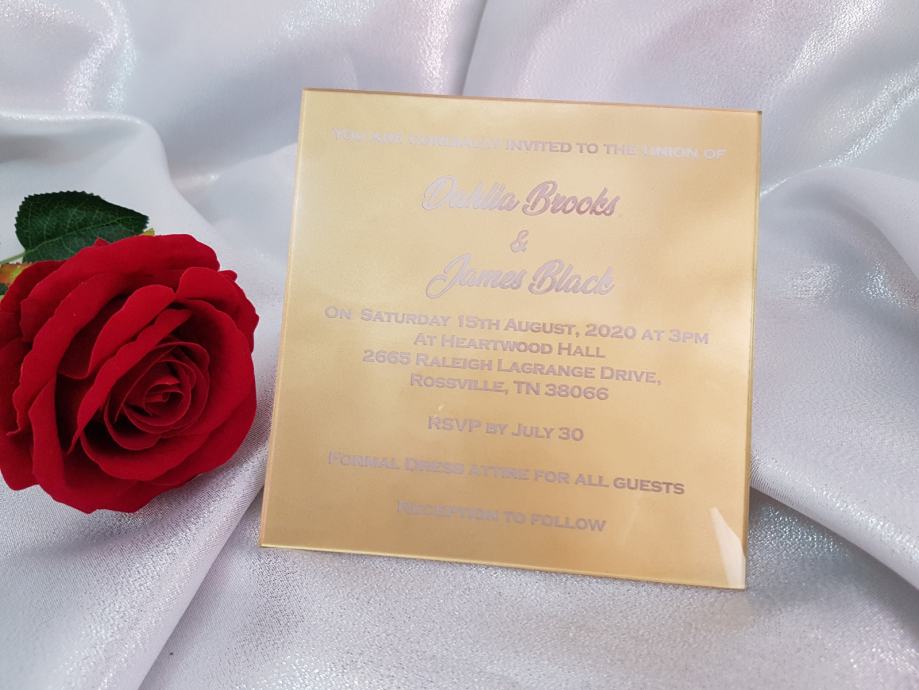 YOU ARE CORDIALLY INVITED TO THE UNION OF
Dahlia Brooks
&
James Black
ON SATURDAY 15TH AUGUST, 2020 AT 3PM
AT HEARTWOOD HALL
2665 RALEIGH LAGRANGE DRIVE,
ROSSVILLE, TN 38066
RSVP BY JULY 30
FORMAL DRESS ATTIRE FOR ALL GUESTS
RECEPTION TO FOLLOW